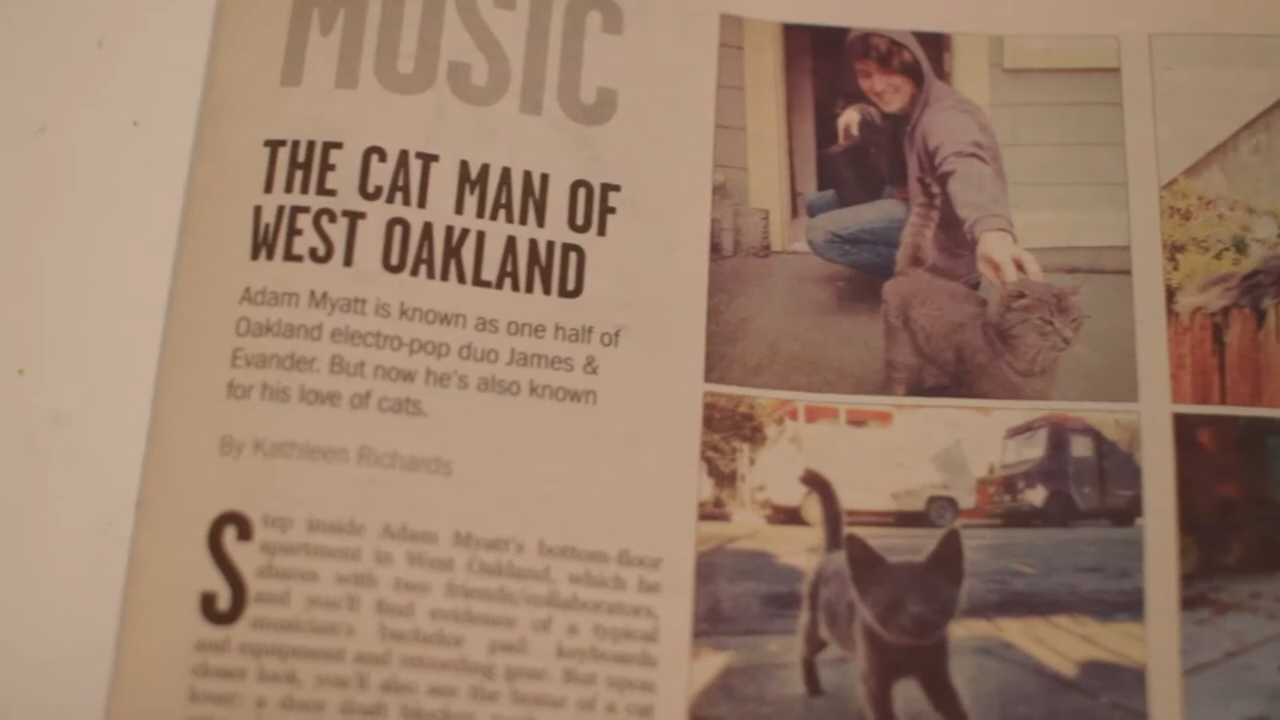 MUSIC
THE CAT MAN OF
WEST OAKLAND
Adam Myatt is known as one half of
Oakland electro-pop duo James &
Evander. But now he's also known
for his love of cats.
By Kathleen Richards
Step inside Adam Myatt's bottom-floor
apartment in West Oakland, which he
shares with two friends/collaborators,
and you'll find evidence of a typical
musician's bachelor pad: keyboards
and equipment and recording gear. But upon
closer look, you'll also see the home of a cat
lover: a door draft